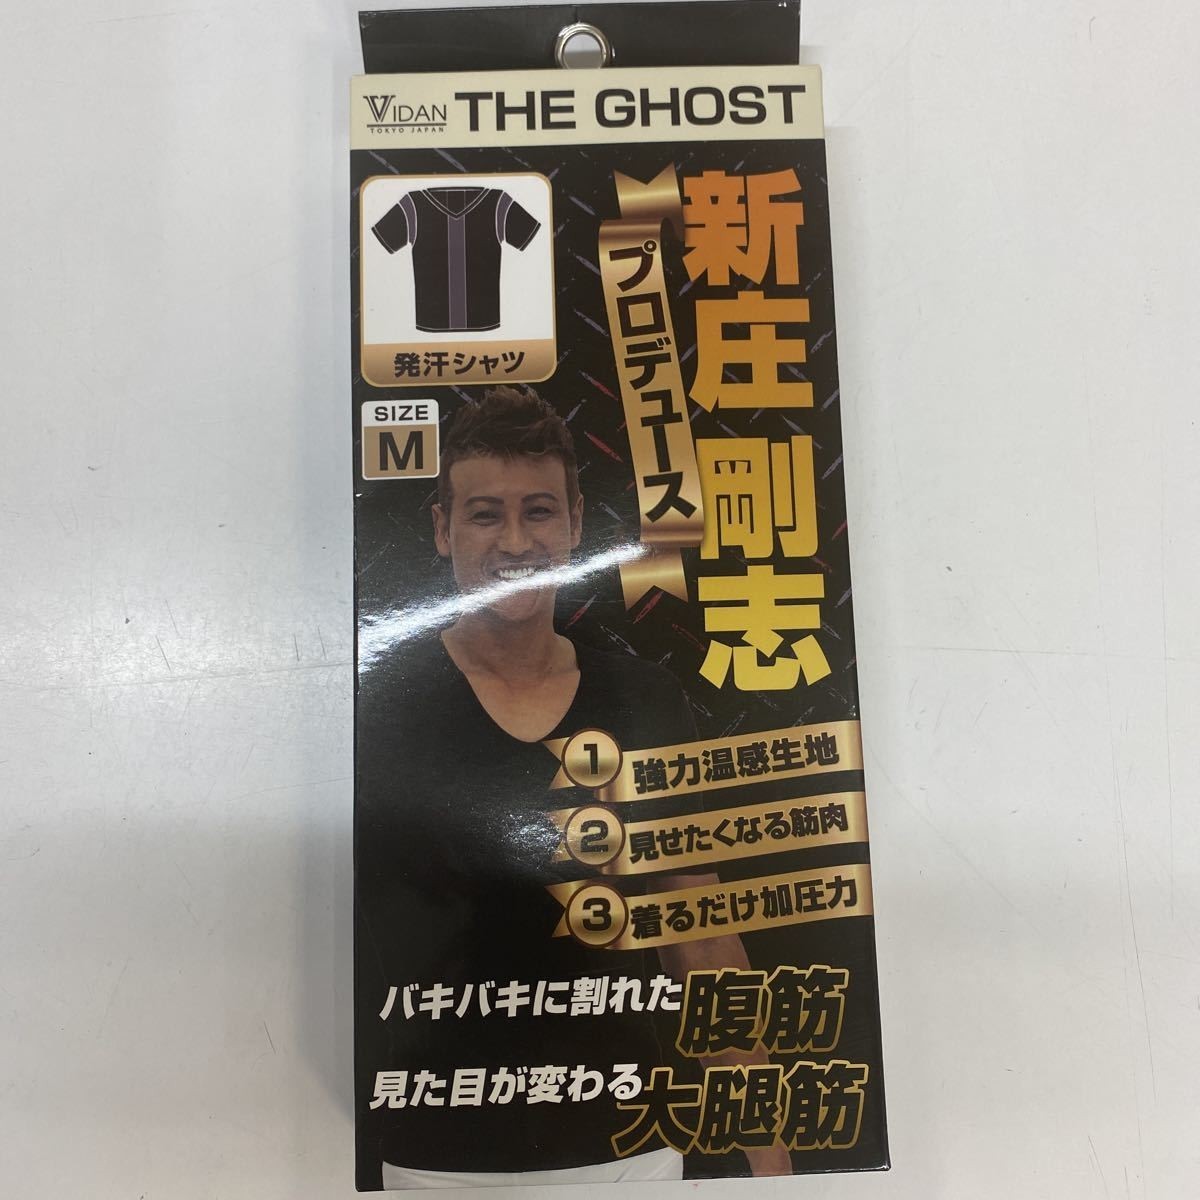 VIDAN
TOKYO JAPAN
THE GHOST
新庄 剛志
プロデュース
発汗シャツ
SIZE
M
1 強力温感生地
2 見せたくなる筋肉
3 着るだけ加圧力
バキバキに割れた腹筋
見た目が変わる大腿筋